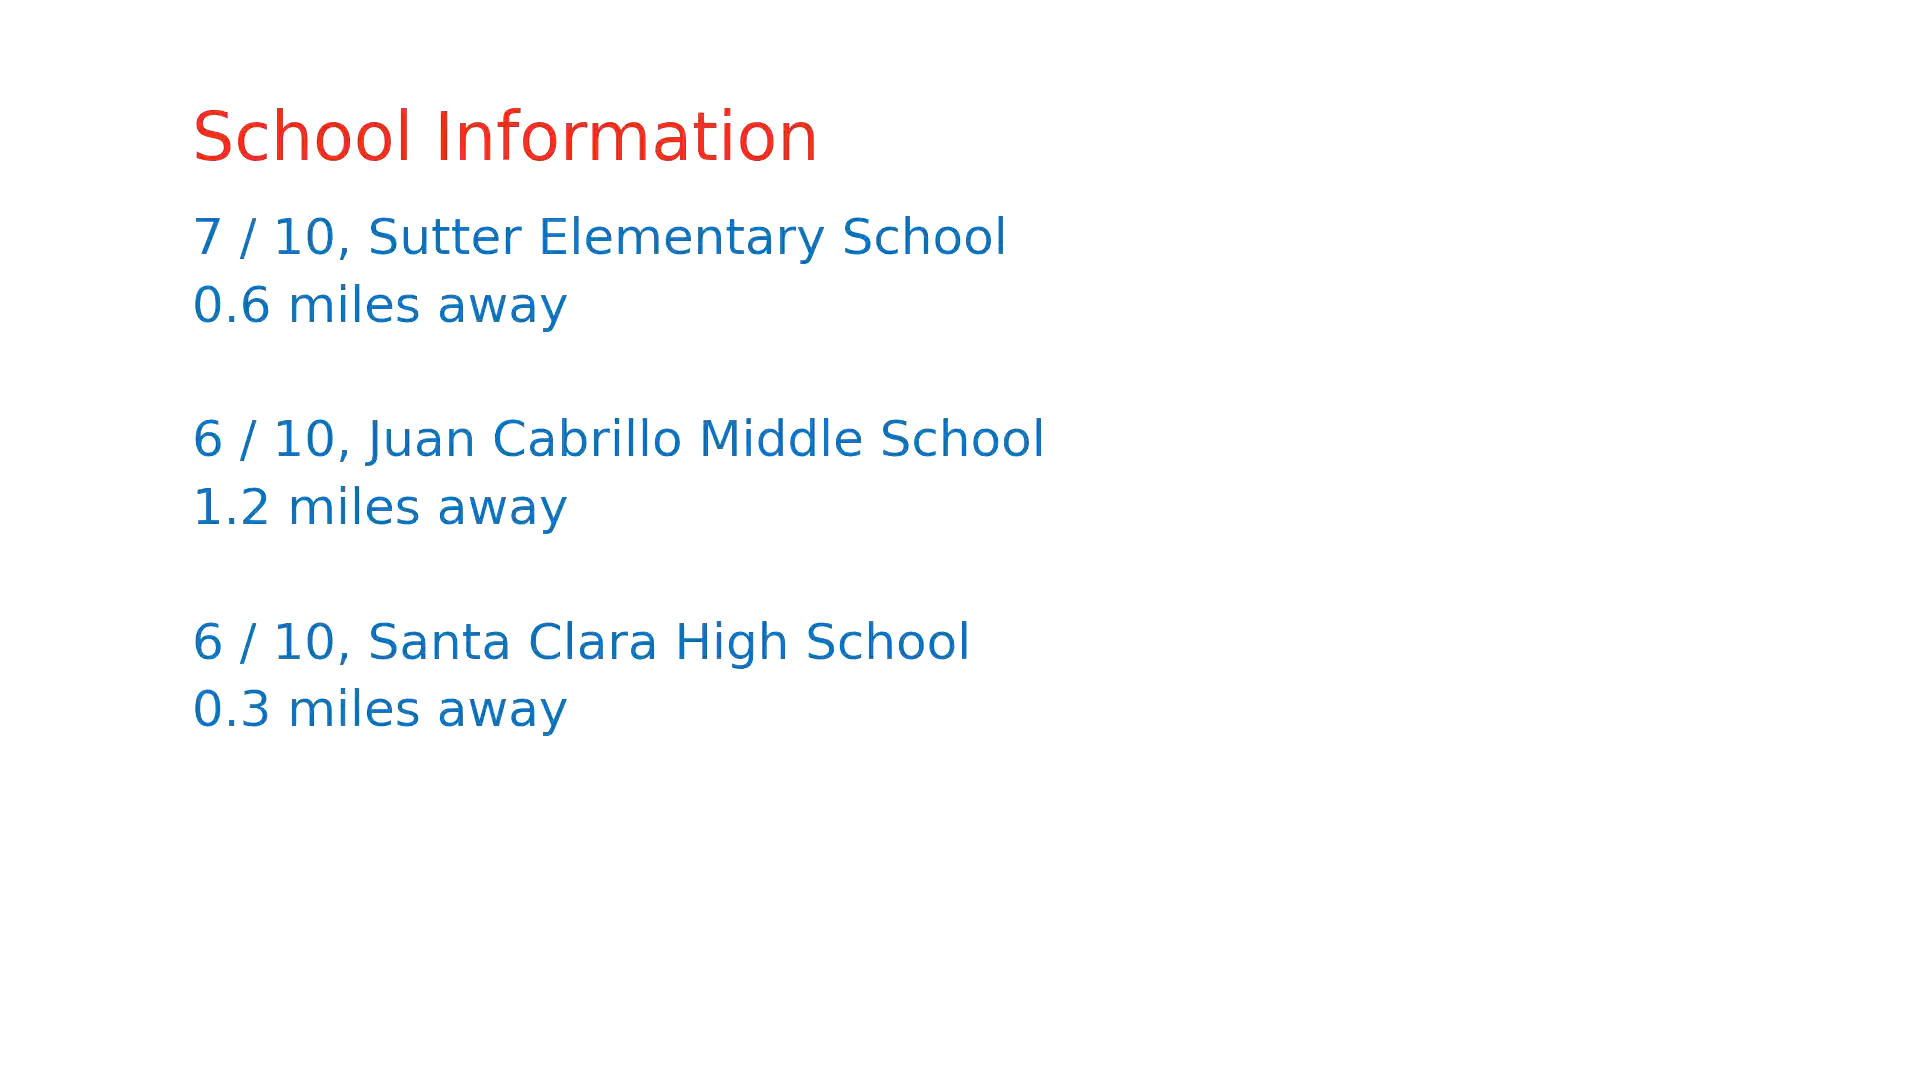 School Information
7 / 10, Sutter Elementary School
0.6 miles away
6 / 10, Juan Cabrillo Middle School
1.2 miles away
6 / 10, Santa Clara High School
0.3 miles away